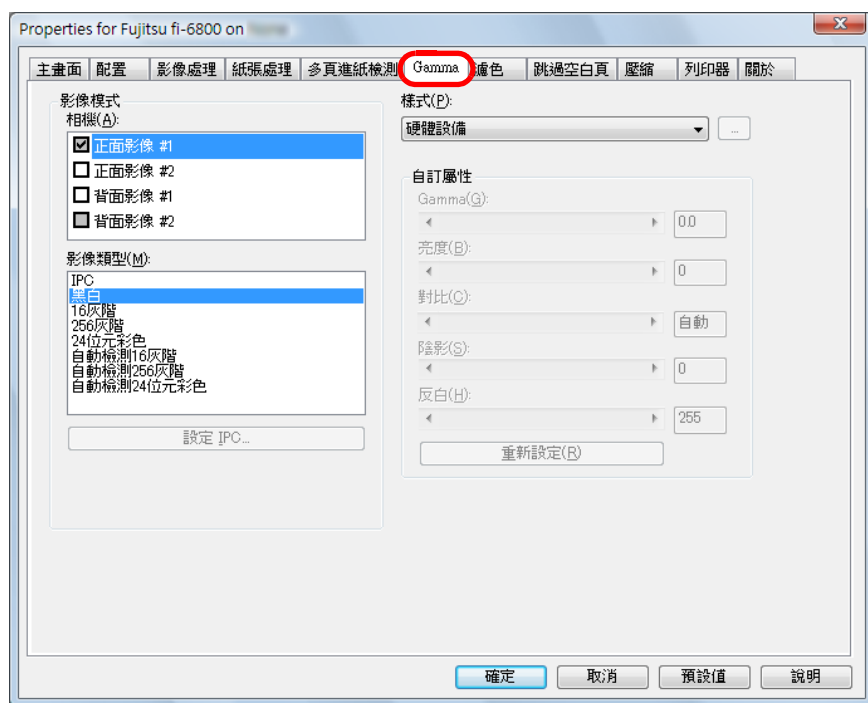 Properties for Fujitsu fi-6800 on
主畫面 配置 影像處理 紙張處理 多頁進紙檢測 Gamma 濾色 跳過空白頁 壓縮 列印器 關於
影像模式
相機(A):
正面影像 #1
正面影像 #2
背面影像 #1
背面影像 #2
影像類型(M):
IPC
黑白
16灰階
256灰階
24位元彩色
自動檢測16灰階
自動檢測256灰階
自動檢測24位元彩色
設定 IPC...
樣式(P):
硬體設備
...
自訂屬性
Gamma(G):
0.0
亮度(B):
0
對比(C):
自動
陰影(S):
0
反白(H):
255
重新設定(R)
確定 取消 預設值 說明